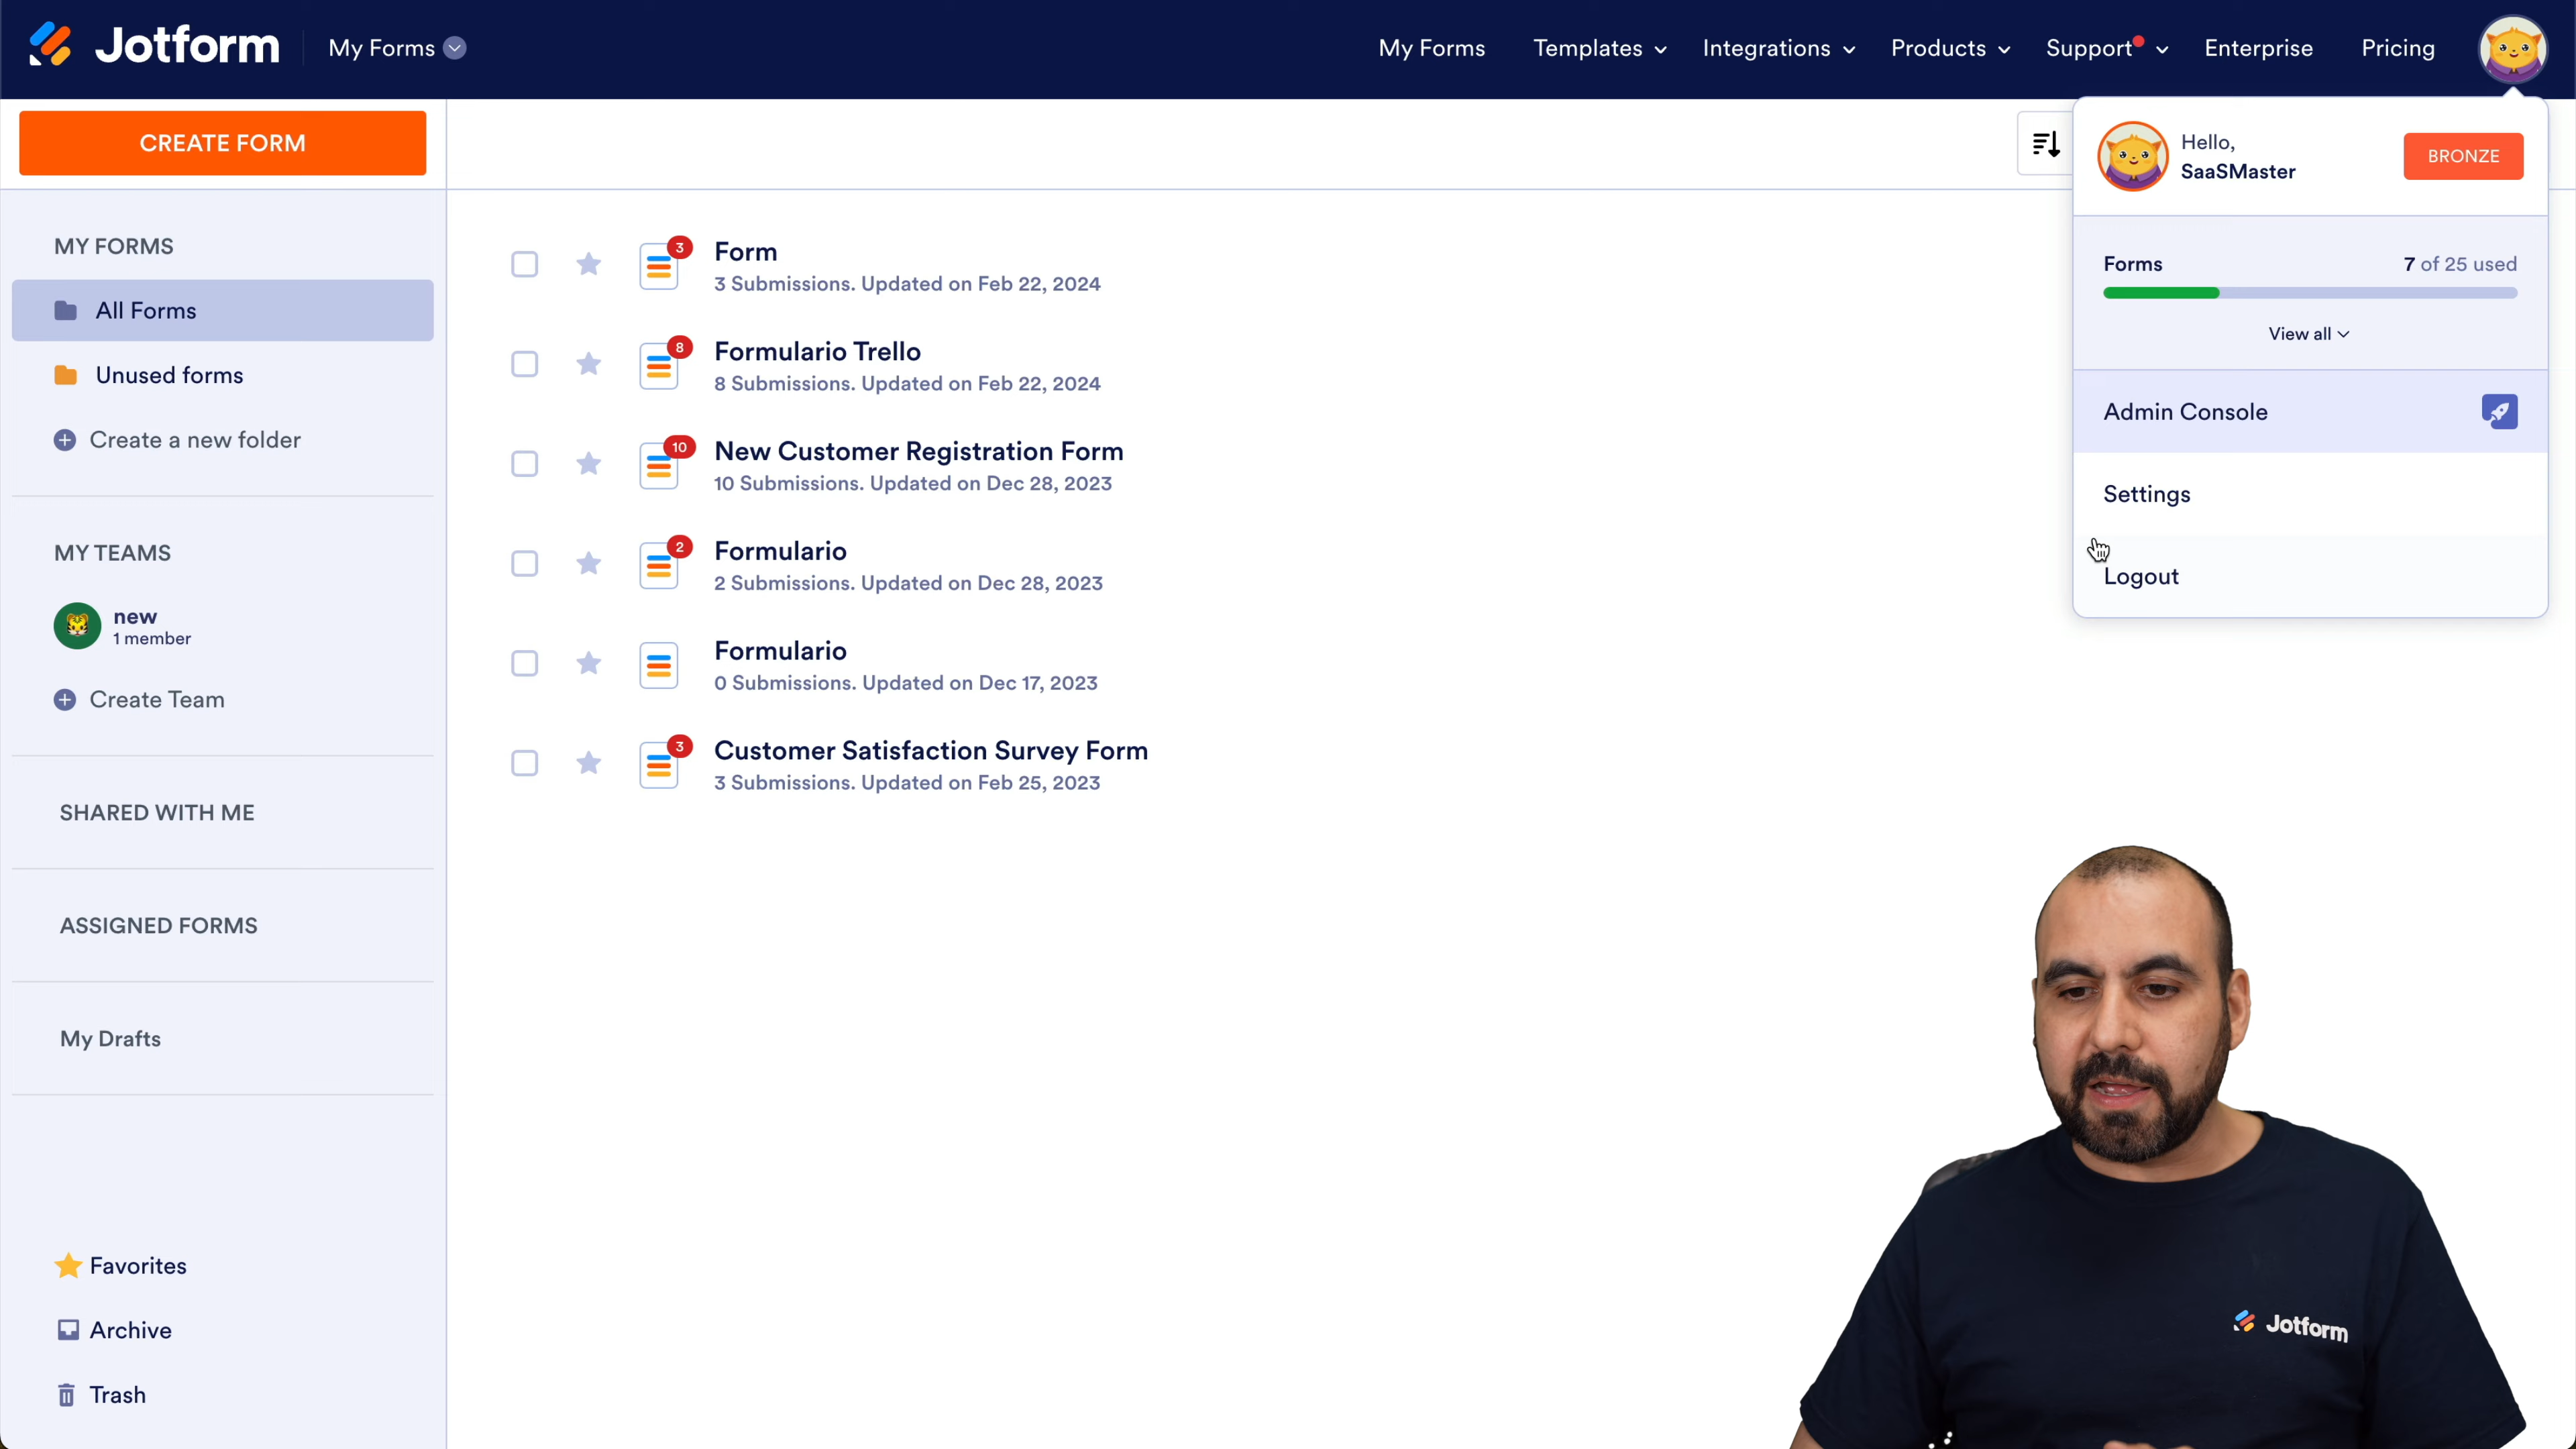 Jotform
My Forms
My Forms
Templates
Integrations
Products
Support
Enterprise
Pricing
CREATE FORM
MY FORMS
All Forms
Unused forms
Create a new folder
MY TEAMS
new
1 member
Create Team
SHARED WITH ME
ASSIGNED FORMS
My Drafts
Favorites
Archive
Trash
3
Form
3 Submissions. Updated on Feb 22, 2024
8
Formulario Trello
8 Submissions. Updated on Feb 22, 2024
10
New Customer Registration Form
10 Submissions. Updated on Dec 28, 2023
2
Formulario
2 Submissions. Updated on Dec 28, 2023
Formulario
0 Submissions. Updated on Dec 17, 2023
3
Customer Satisfaction Survey Form
3 Submissions. Updated on Feb 25, 2023
Hello,
SaaSMaster
BRONZE
Forms
7 of 25 used
View all
Admin Console
Settings
Logout
Jotform